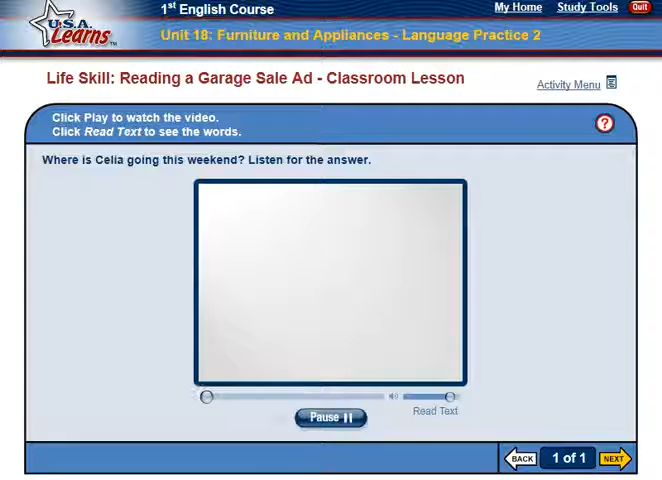 1st English Course
My Home Study Tools Quit
U.S.A.
Learns™
Unit 18: Furniture and Appliances - Language Practice 2
Life Skill: Reading a Garage Sale Ad - Classroom Lesson
Activity Menu
Click Play to watch the video.
Click Read Text to see the words.
?
Where is Celia going this weekend? Listen for the answer.
Pause
Read Text
BACK 1 of 1 NEXT